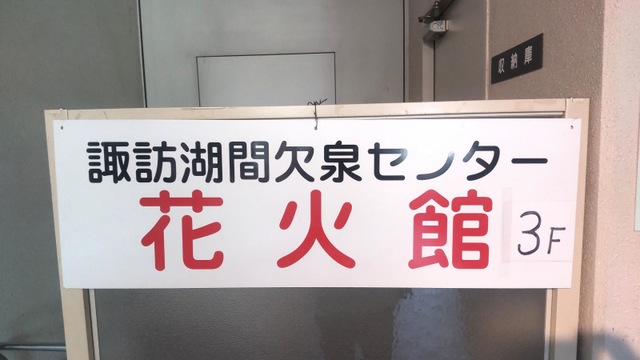 収納庫
諏訪湖間欠泉センター
花火館 3F